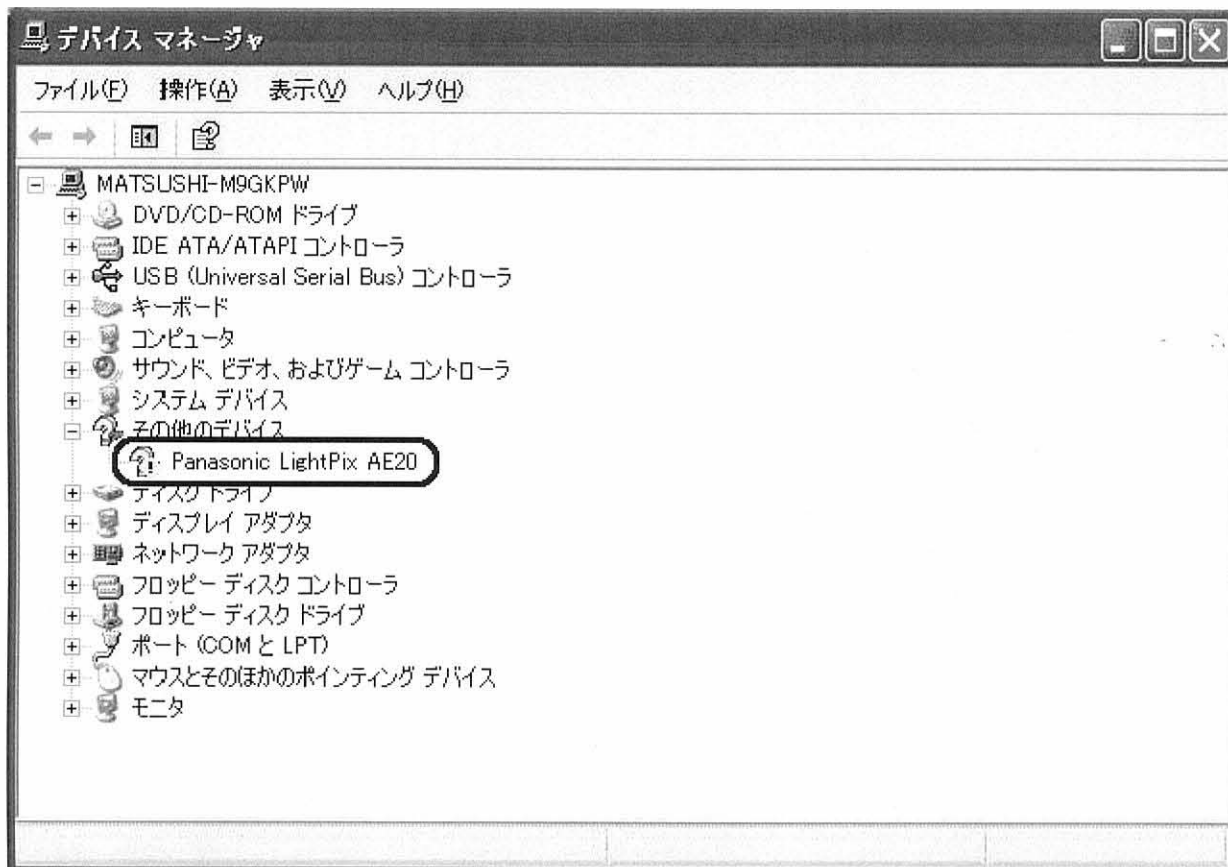 デバイス マネージャ
ファイル(F) 操作(A) 表示(V) ヘルプ(H)
MATSUSHI-M9GKPW
DVD/CD-ROM ドライブ
IDE ATA/ATAPI コントローラ
USB (Universal Serial Bus) コントローラ
キーボード
コンピュータ
サウンド、ビデオ、およびゲーム コントローラ
システム デバイス
その他のデバイス
Panasonic LightPix AE20
ディスク ドライブ
ディスプレイ アダプタ
ネットワーク アダプタ
フロッピー ディスク コントローラ
フロッピー ディスク ドライブ
ポート (COM と LPT)
マウスとそのほかのポインティング デバイス
モニタ